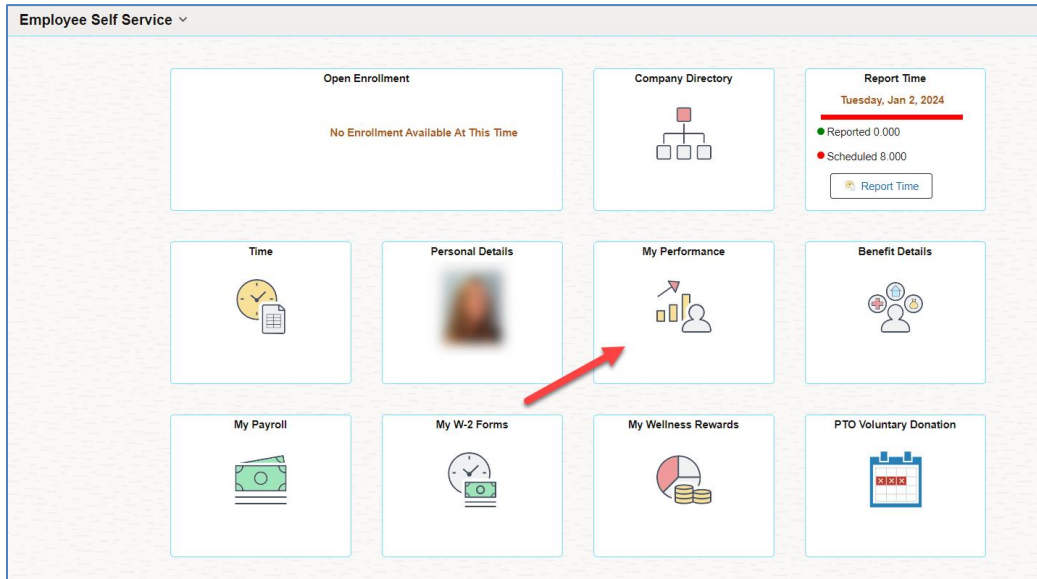 Employee Self Service
Open Enrollment
No Enrollment Available At This Time
Company Directory
Report Time
Tuesday, Jan 2, 2024
Reported 0.000
Scheduled 8.000
Report Time
Time
Personal Details
My Performance
Benefit Details
My Payroll
My W-2 Forms
My Wellness Rewards
PTO Voluntary Donation